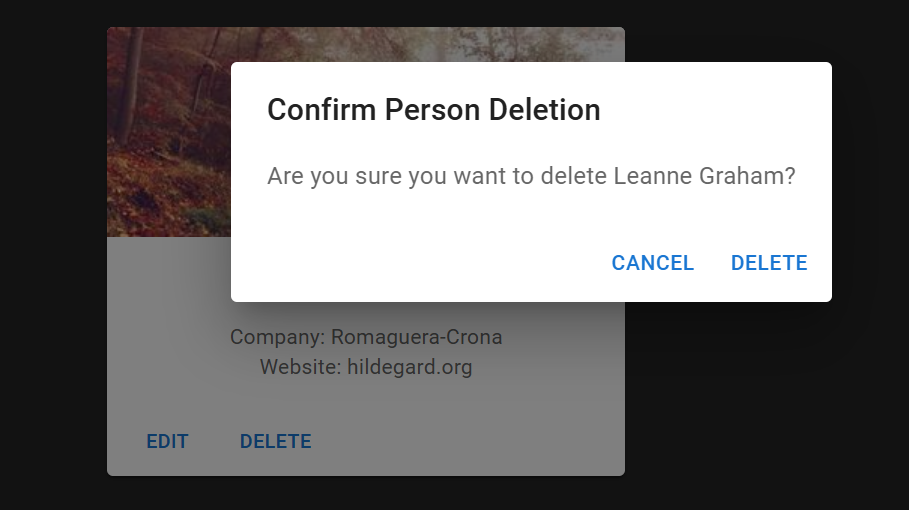 Confirm Person Deletion
Are you sure you want to delete Leanne Graham?
CANCEL DELETE
Company: Romaguera-Crona
Website: hildegard.org
EDIT DELETE